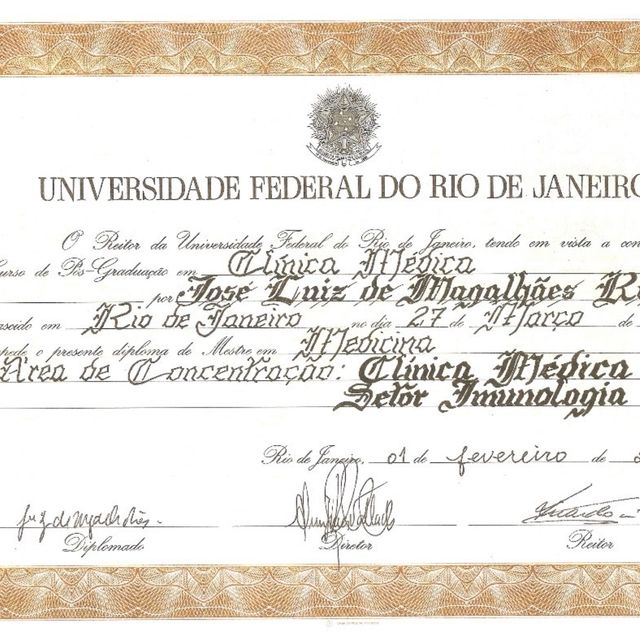 UNIVERSIDADE FEDERAL DO RIO DE JANEIRO
O Reitor da Universidade Federal do Rio de Janeiro, tendo em vista a con
Curso de Pós-Graduação em Clínica Médica
por José Luiz de Magalhães Ri
ascido em Rio de Janeiro no dia 27 de Março de
pede o presente diploma de Mestre em Medicina
Área de Concentração: Clínica Médica
Setor Imunologia
Rio de Janeiro, 01 de fevereiro de
Diplomado Diretor Reitor